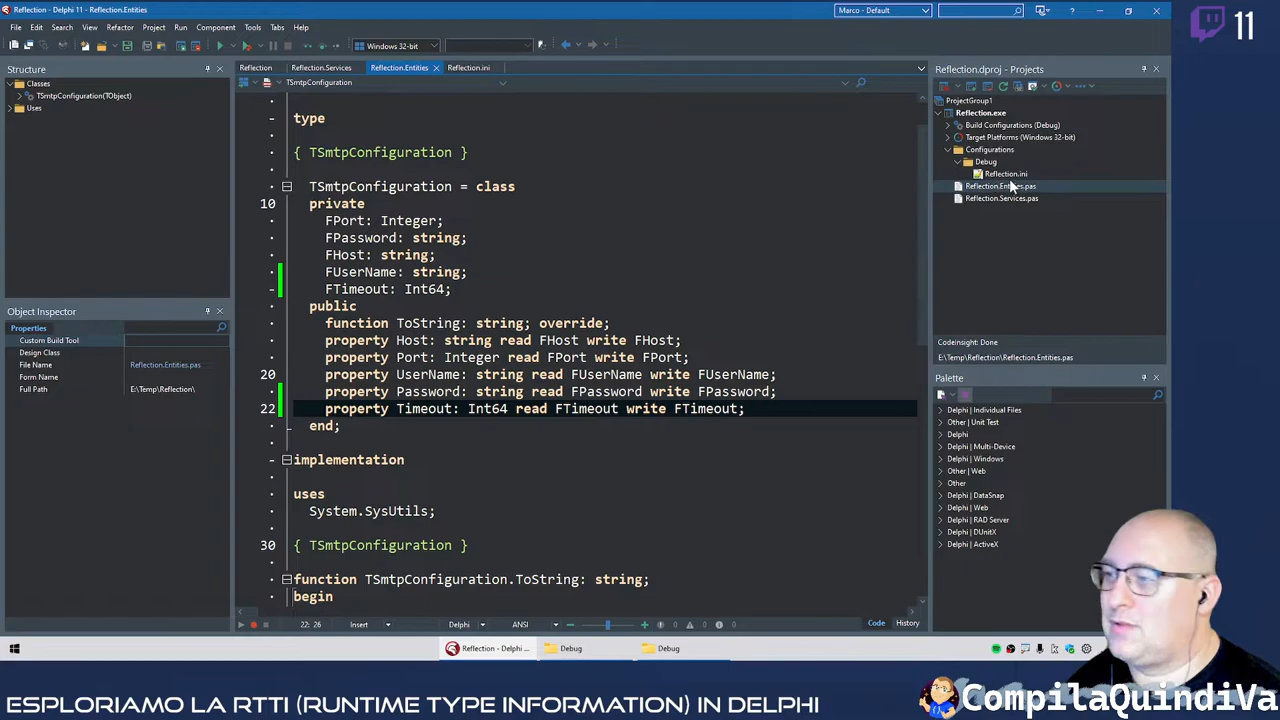 Reflection - Delphi 11 - Reflection.Entities
Marco - Default
11
File Edit Search View Refactor Project Run Component Tools Tabs Help
Windows 32-bit
Structure
Classes
TSmtpConfiguration(TObject)
Uses
Object Inspector
Properties
Custom Build Tool
Design Class
File Name Reflection.Entities.pas
Form Name
Full Path E:\Temp\Reflection\
Reflection Reflection.Services Reflection.Entities Reflection.ini
TSmtpConfiguration
type
{ TSmtpConfiguration }
TSmtpConfiguration = class
10 private
FPort: Integer;
FPassword: string;
FHost: string;
FUserName: string;
FTimeout: Int64;
public
function ToString: string; override;
property Host: string read FHost write FHost;
property Port: Integer read FPort write FPort;
20 property UserName: string read FUserName write FUserName;
property Password: string read FPassword write FPassword;
22 property Timeout: Int64 read FTimeout write FTimeout;
end;
implementation
uses
System.SysUtils;
30 { TSmtpConfiguration }
function TSmtpConfiguration.ToString: string;
begin
22: 26 Insert Delphi ANSI 0 0 0 Code History
Reflection.dproj - Projects
ProjectGroup1
Reflection.exe
Build Configurations (Debug)
Target Platforms (Windows 32-bit)
Configurations
Debug
Reflection.ini
Reflection.Entities.pas
Reflection.Services.pas
CodeInsight: Done
E:\Temp\Reflection\Reflection.Entities.pas
Palette
Delphi | Individual Files
Other | Unit Test
Delphi
Delphi | Multi-Device
Delphi | Windows
Other | Web
Other
Delphi | DataSnap
Delphi | Web
Delphi | RAD Server
Delphi | DUnitX
Delphi | ActiveX
Reflection - Delphi ... Debug Debug
ESPLORIAMO LA RTTI (RUNTIME TYPE INFORMATION) IN DELPHI
CompilaQuindiVa